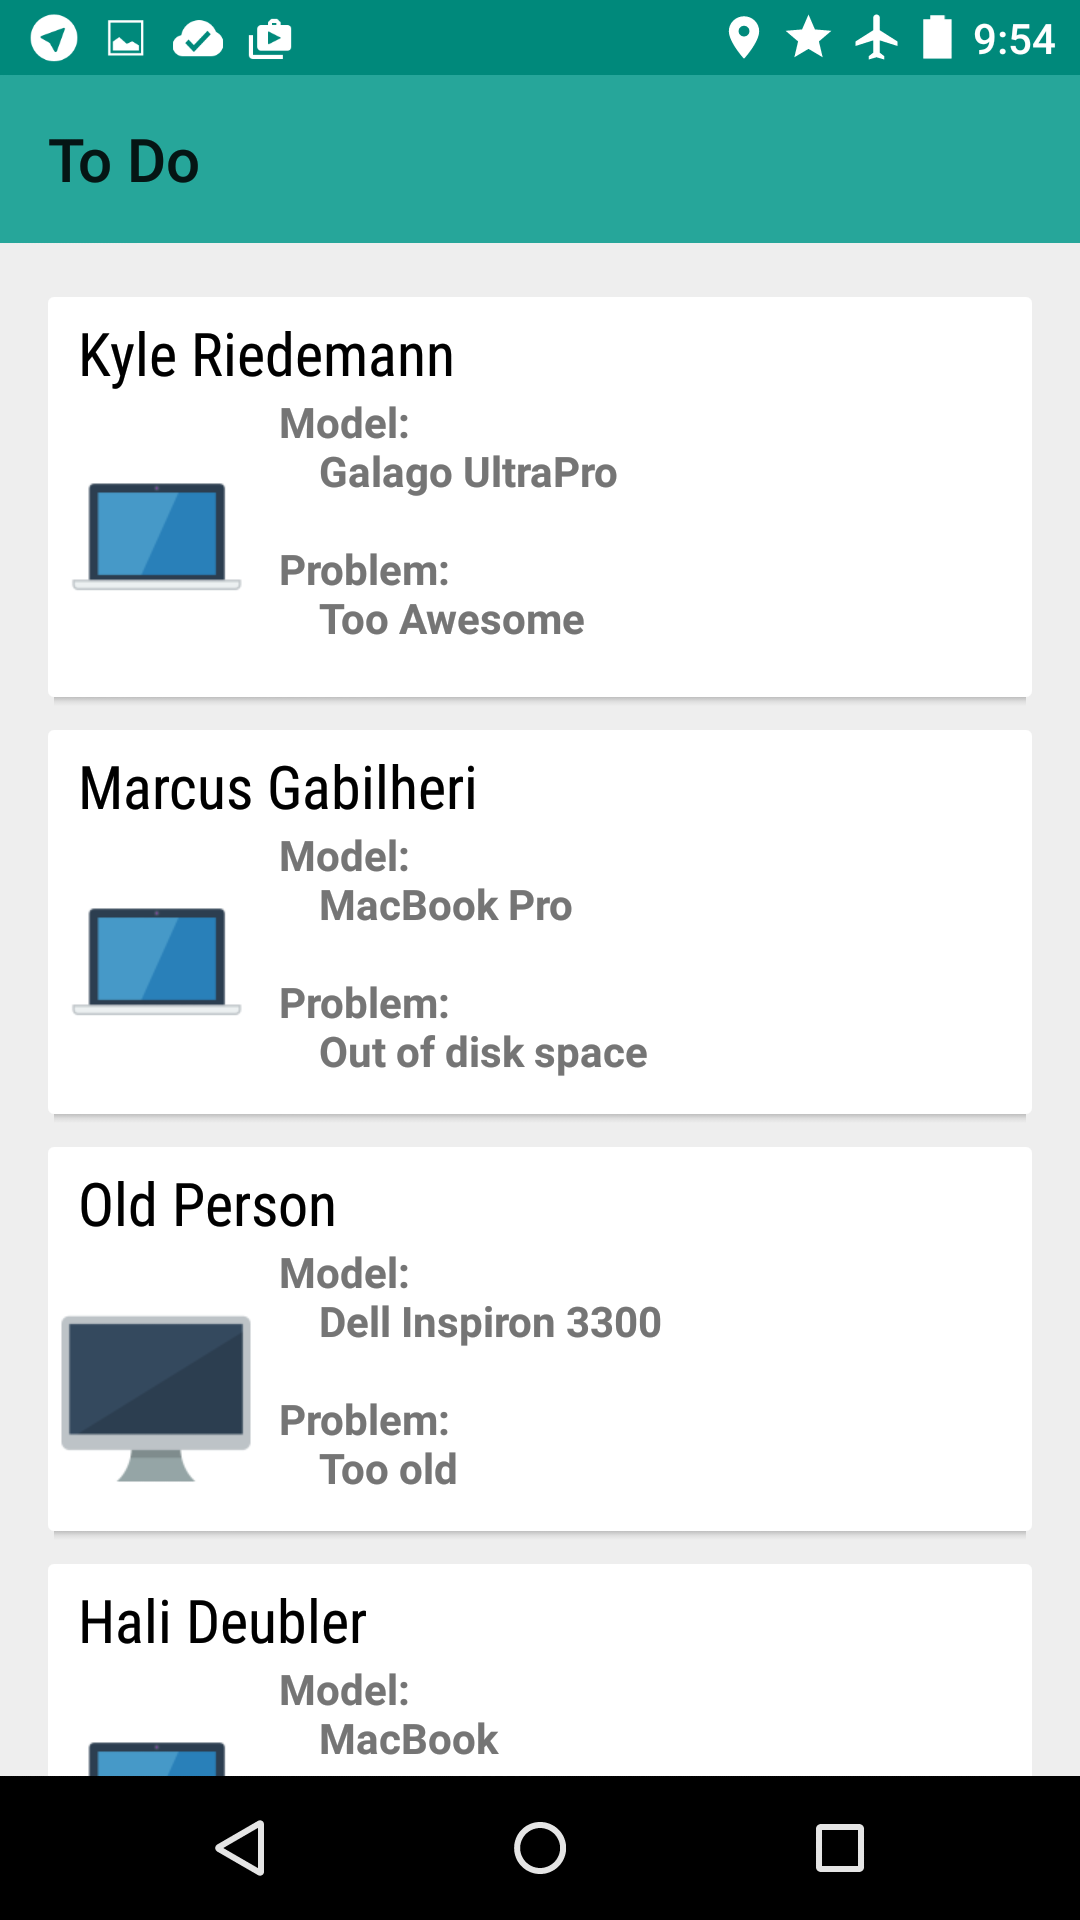 9:54
To Do
Kyle Riedemann
Model:
Galago UltraPro
Problem:
Too Awesome
Marcus Gabilheri
Model:
MacBook Pro
Problem:
Out of disk space
Old Person
Model:
Dell Inspiron 3300
Problem:
Too old
Hali Deubler
Model:
MacBook